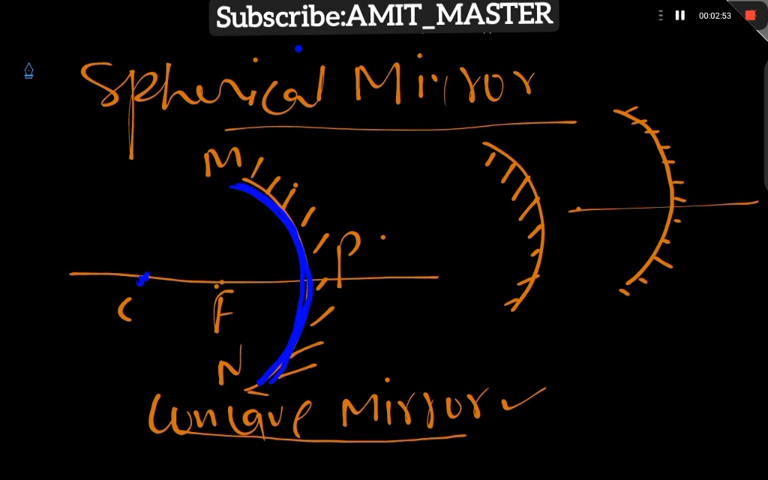 Subscribe:AMIT_MASTER
00:02:53
Spherical Mirror
M
P
C
F
N
Concave Mirror